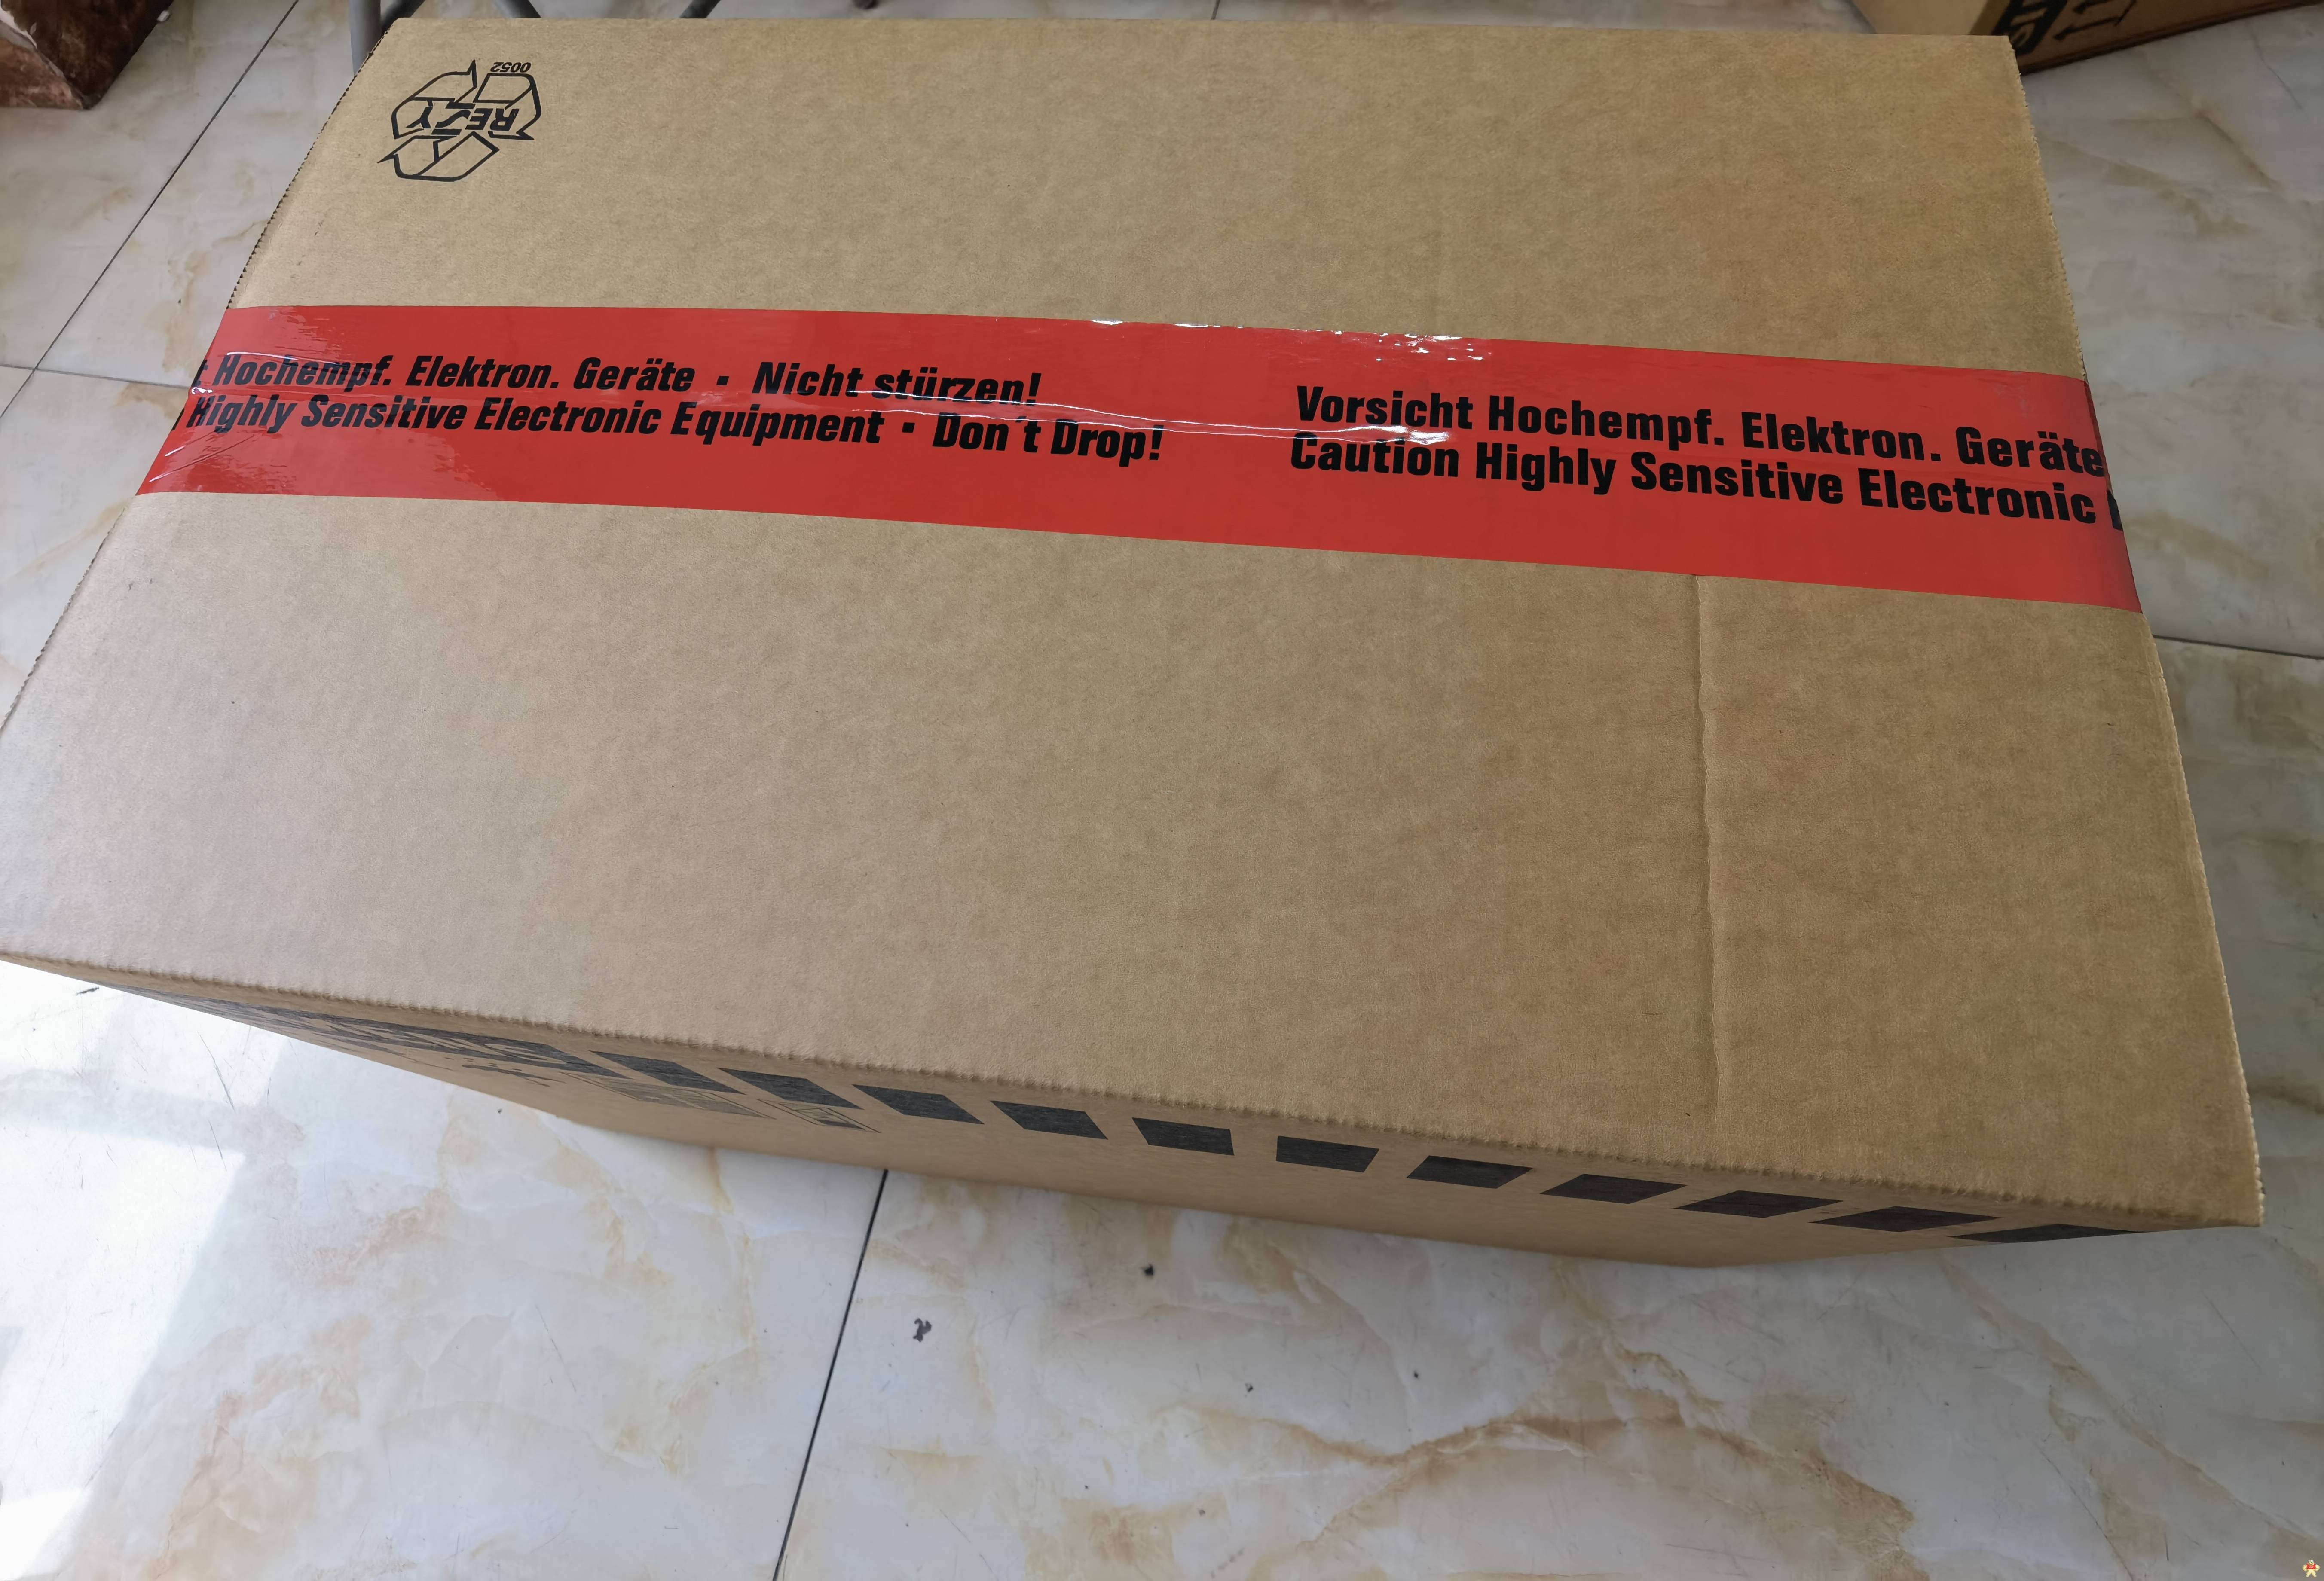 0052
RESY
Hochempf. Elektron. Geräte ▪ Nicht stürzen!
Highly Sensitive Electronic Equipment ▪ Don't Drop!
Vorsicht Hochempf. Elektron. Geräte
Caution Highly Sensitive Electronic